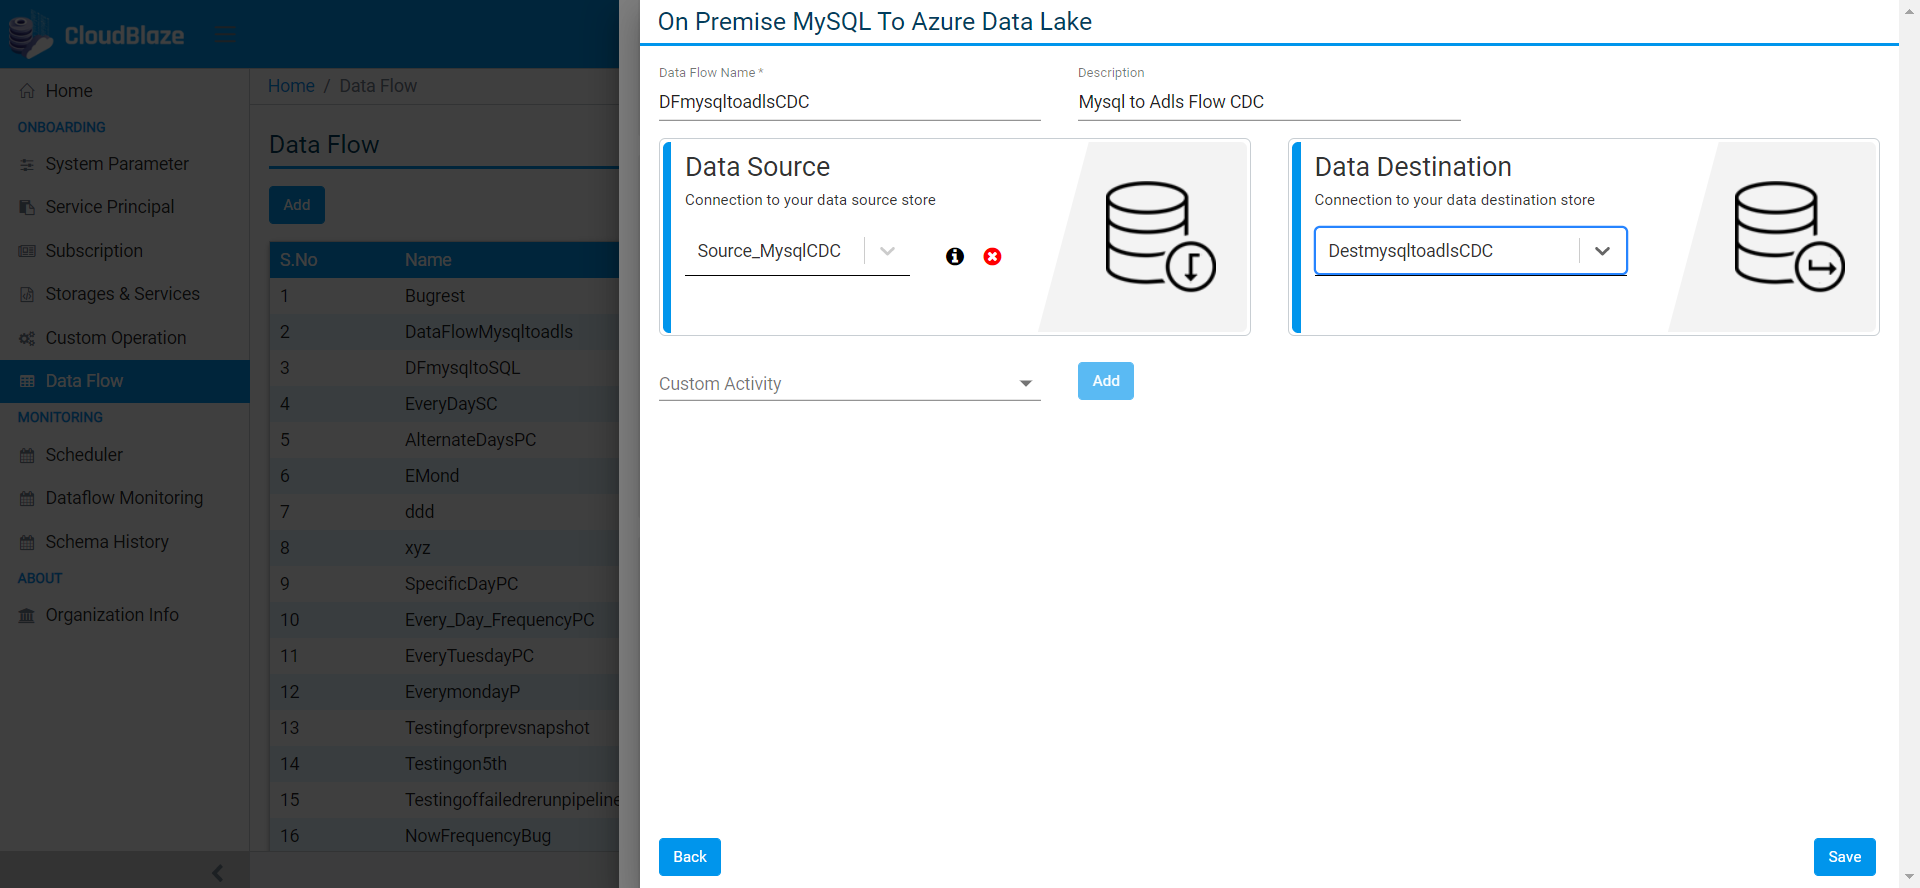 CloudBlaze
Home
ONBOARDING
System Parameter
Service Principal
Subscription
Storages & Services
Custom Operation
Data Flow
MONITORING
Scheduler
Dataflow Monitoring
Schema History
ABOUT
Organization Info
Home / Data Flow
Data Flow
Add
S.No Name
1 Bugrest
2 DataFlowMysqltoadls
3 DFmysqltoSQL
4 EveryDaySC
5 AlternateDaysPC
6 EMond
7 ddd
8 xyz
9 SpecificDayPC
10 Every_Day_FrequencyPC
11 EveryTuesdayPC
12 EverymondayP
13 Testingforprevsnapshot
14 Testingon5th
15 Testingoffailedrerunpipeline
16 NowFrequencyBug
On Premise MySQL To Azure Data Lake
Data Flow Name * Description
DFmysqltoadlsCDC Mysql to Adls Flow CDC
Data Source
Connection to your data source store
Source_MysqlCDC
Data Destination
Connection to your data destination store
DestmysqltoadlsCDC
Custom Activity
Add
Back
Save